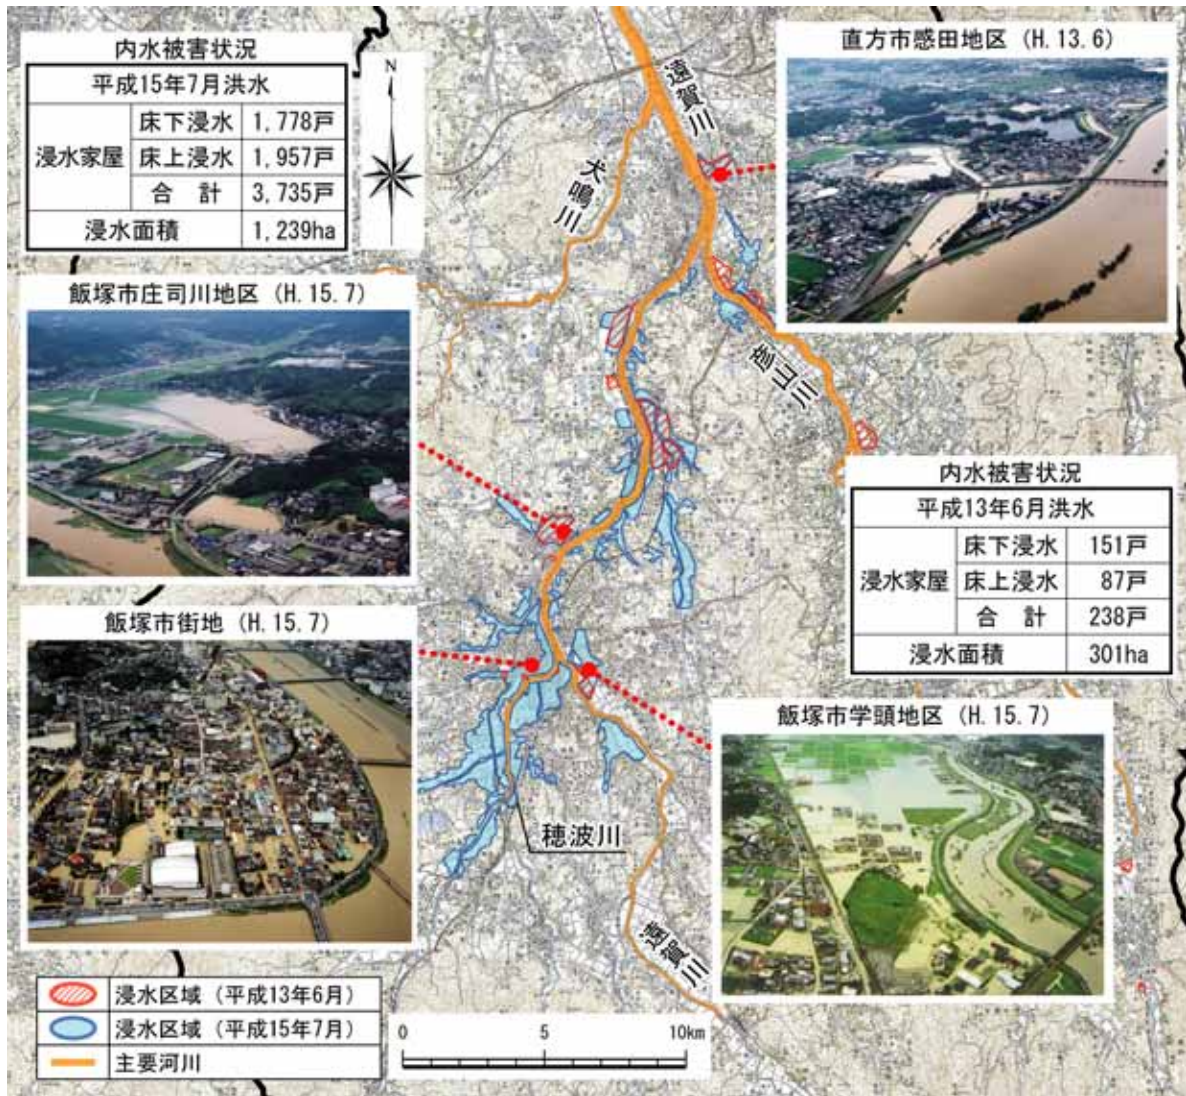 内水被害状況
平成15年7月洪水
浸水家屋
床下浸水 1,778戸
床上浸水 1,957戸
合 計 3,735戸
浸水面積 1,239ha
N
直方市感田地区 (H.13.6)
遠賀川
犬鳴川
飯塚市庄司川地区 (H.15.7)
彦山川
内水被害状況
平成13年6月洪水
浸水家屋
床下浸水 151戸
床上浸水 87戸
合 計 238戸
浸水面積 301ha
飯塚市街地 (H.15.7)
飯塚市学頭地区 (H.15.7)
穂波川
遠賀川
浸水区域 (平成13年6月)
浸水区域 (平成15年7月)
主要河川
0 5 10km